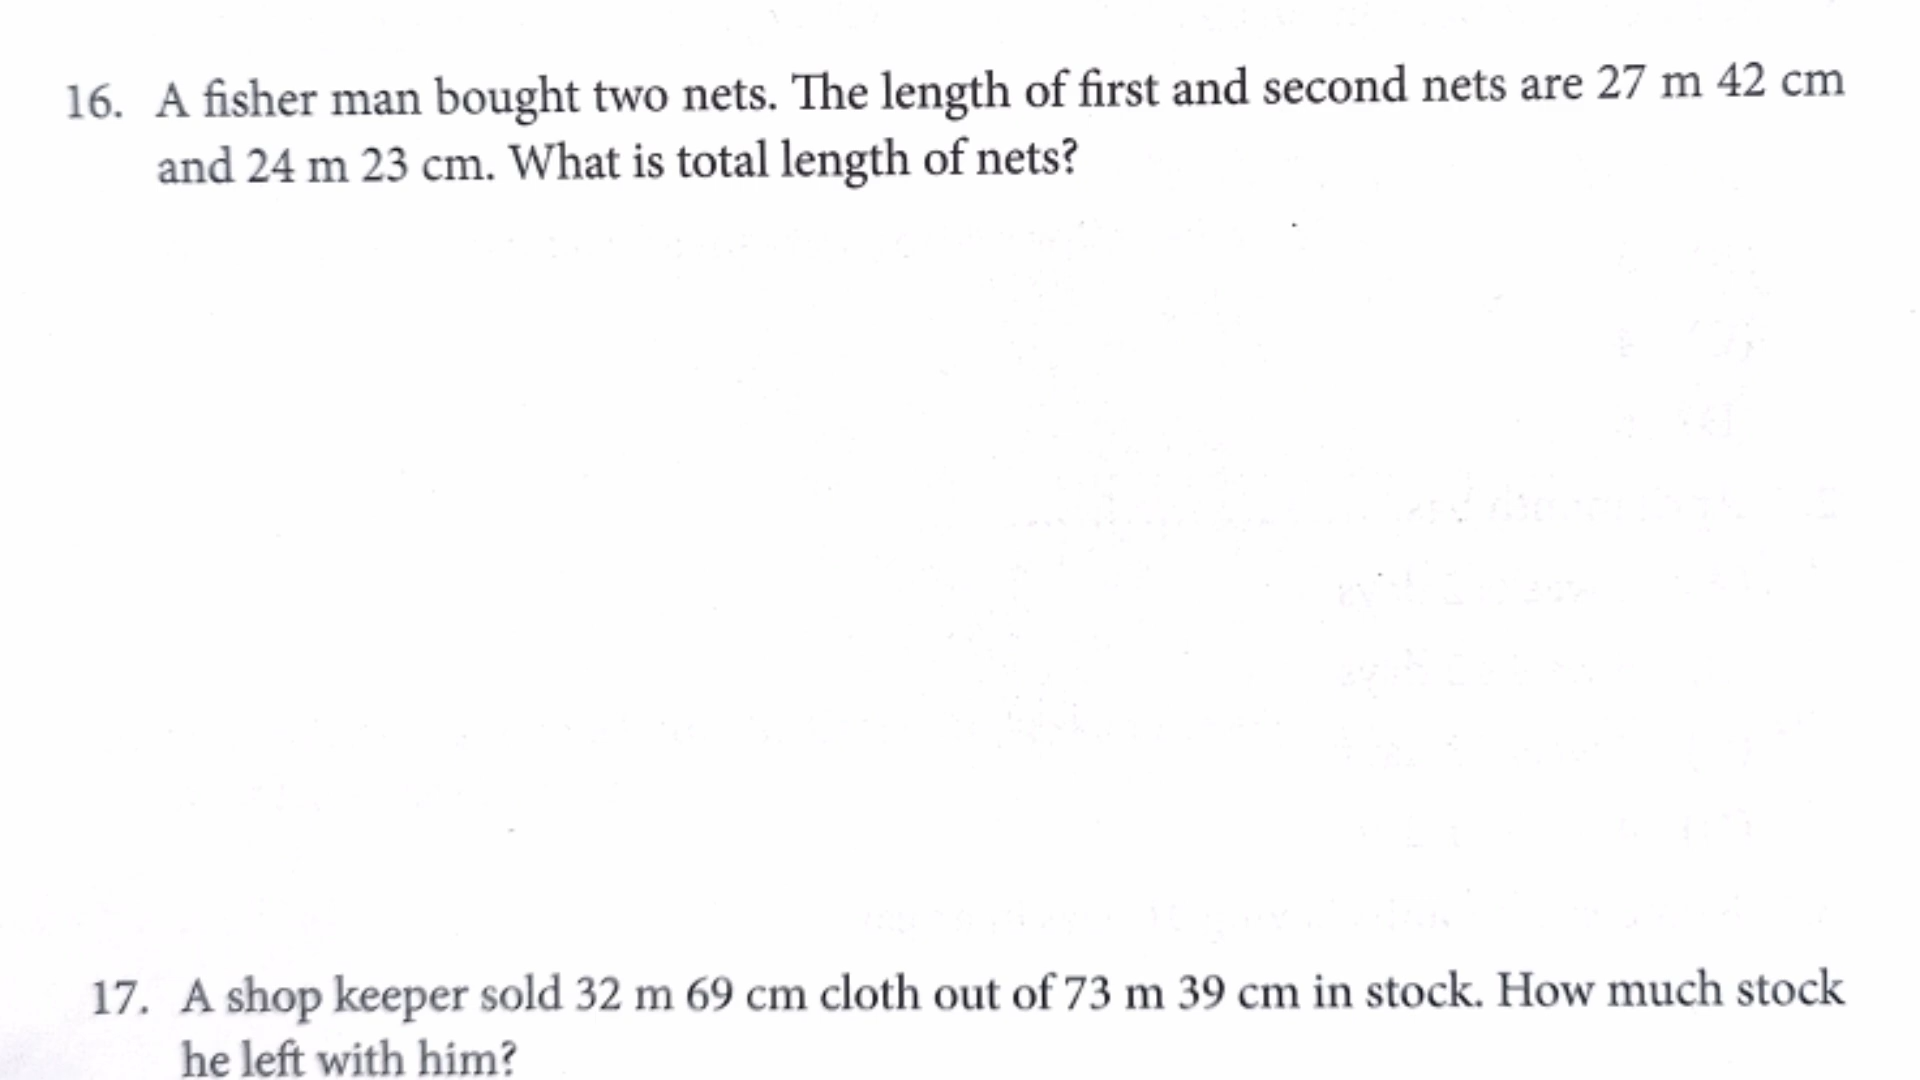 16. A fisher man bought two nets. The length of first and second nets are 27 m 42 cm
and 24 m 23 cm. What is total length of nets?
17. A shop keeper sold 32 m 69 cm cloth out of 73 m 39 cm in stock. How much stock
he left with him?